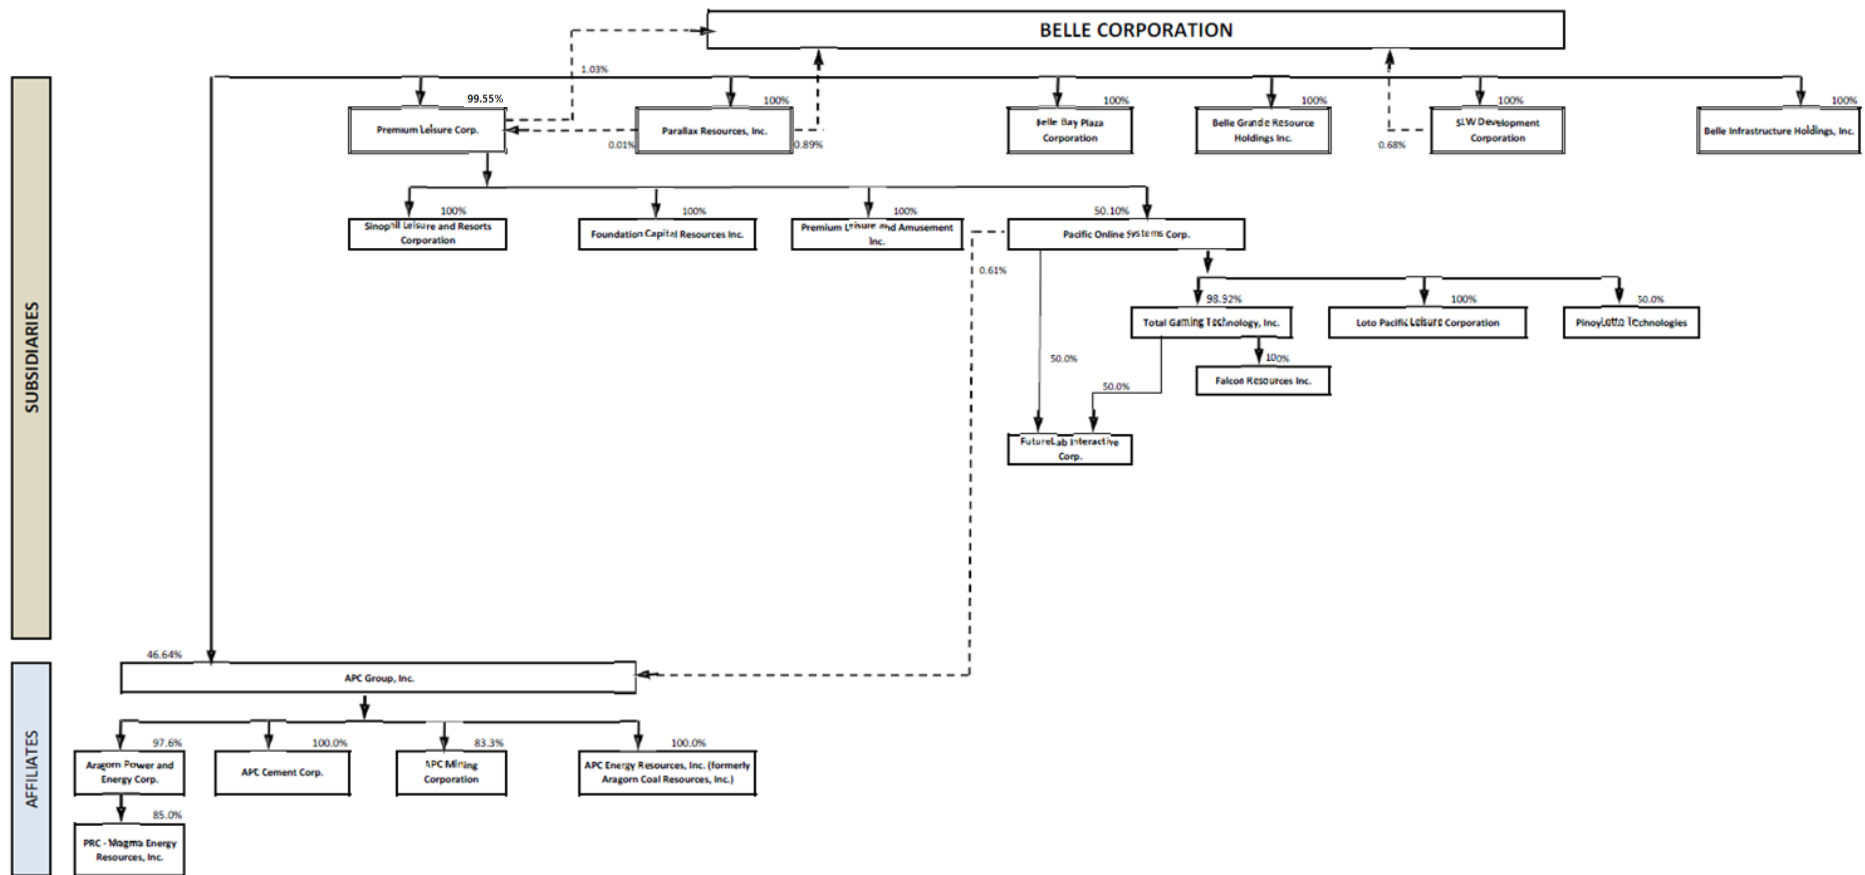 BELLE CORPORATION
1.03%
99.55%
100%
100%
100%
100%
100%
Premium Leisure Corp.
Parallax Resources, Inc.
Belle Bay Plaza
Corporation
Belle Grande Resource
Holdings Inc.
SLW Development
Corporation
Belle Infrastructure Holdings, Inc.
0.01%
0.89%
0.68%
100%
100%
100%
50.10%
Sinophil Leisure and Resorts
Corporation
Foundation Capital Resources Inc.
Premium Leisure and Amusement
Inc.
Pacific Online Systems Corp.
0.61%
98.92%
100%
50.0%
Total Gaming Technology, Inc.
Loto Pacific Leisure Corporation
PinoyLotto Technologies
50.0%
100%
Falcon Resources Inc.
50.0%
FutureLab Interactive
Corp.
SUBSIDIARIES
46.64%
APC Group, Inc.
97.6%
100.0%
83.3%
100.0%
Aragorn Power and
Energy Corp.
APC Cement Corp.
APC Mining
Corporation
APC Energy Resources, Inc. (formerly
Aragorn Coal Resources, Inc.)
85.0%
PRC - Magma Energy
Resources, Inc.
AFFILIATES